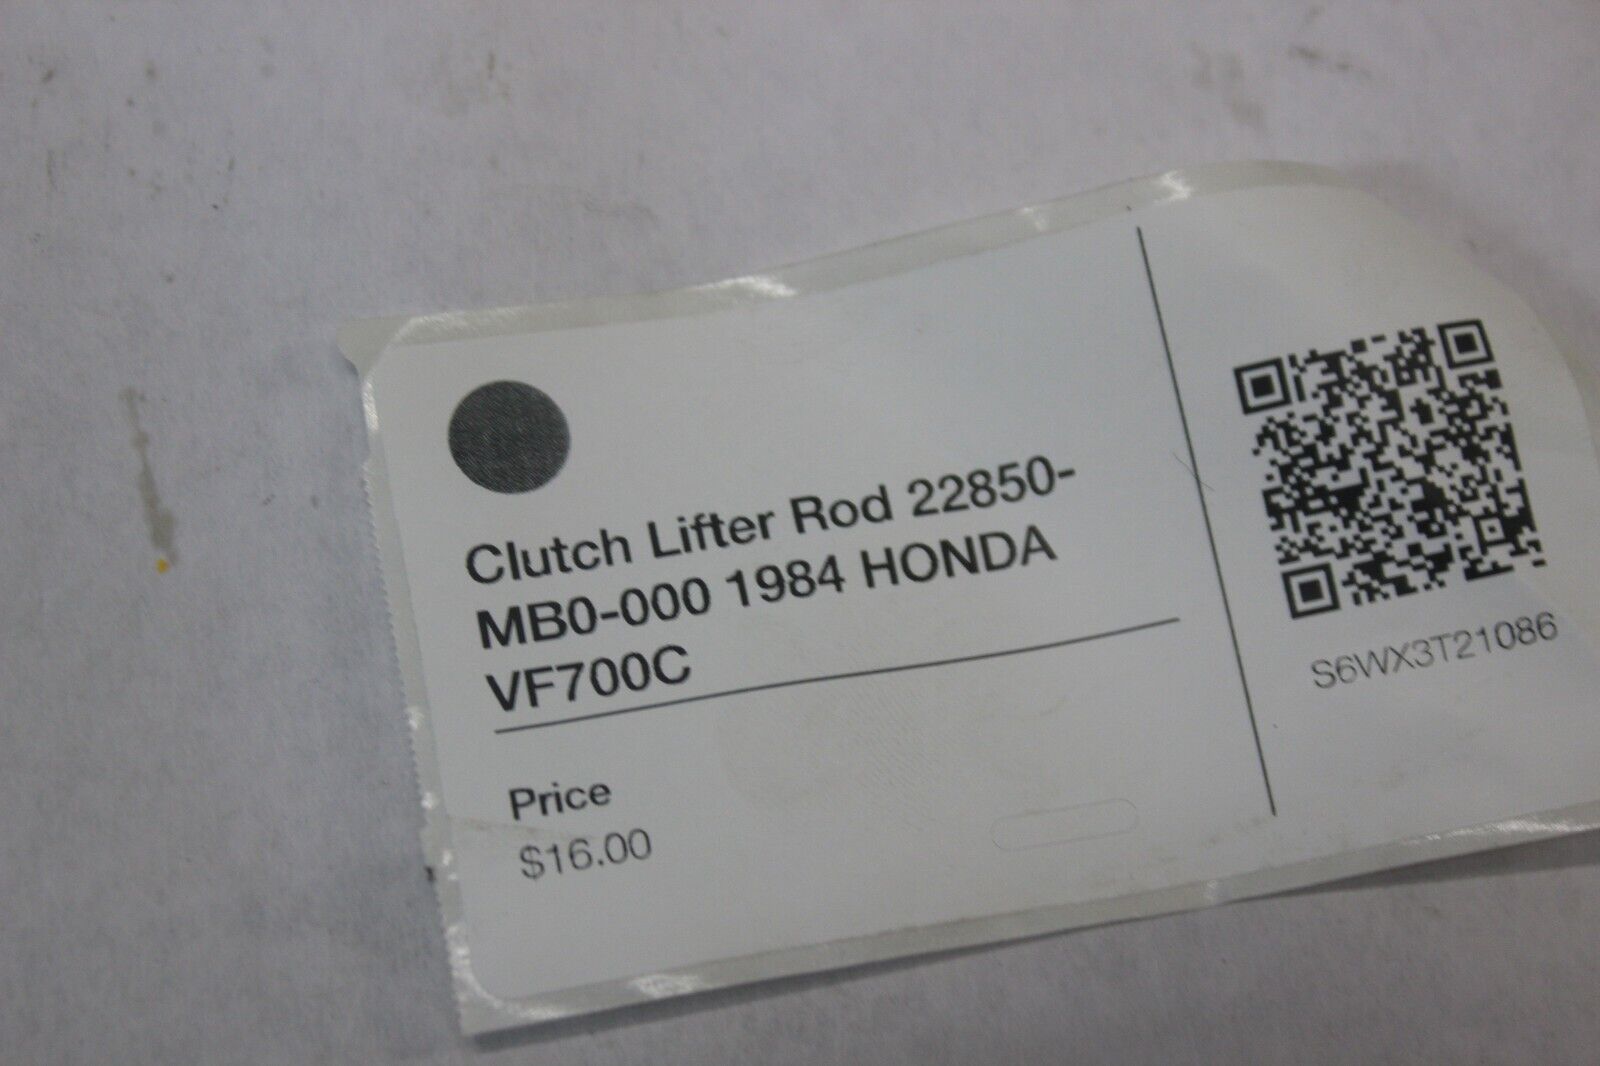 Clutch Lifter Rod 22850-
MB0-000 1984 HONDA
VF700C
Price
$16.00
S6WX3T21086